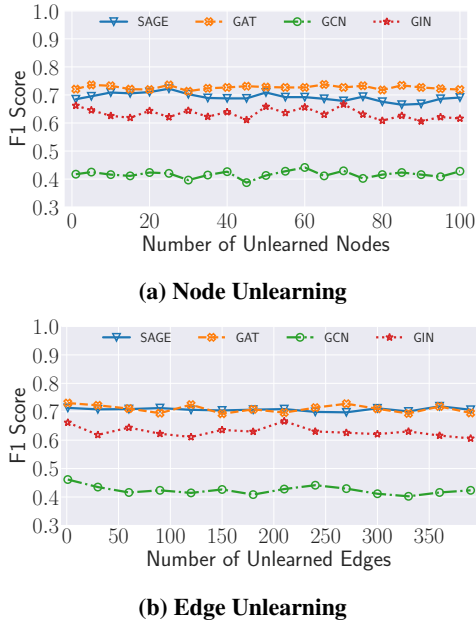 SAGE GAT GCN GIN
1.0
0.9
0.8
0.7
0.6
0.5
0.4
0.3
F1 Score
0 20 40 60 80 100
Number of Unlearned Nodes
(a) Node Unlearning
SAGE GAT GCN GIN
1.0
0.9
0.8
0.7
0.6
0.5
0.4
0.3
F1 Score
0 50 100 150 200 250 300 350
Number of Unlearned Edges
(b) Edge Unlearning